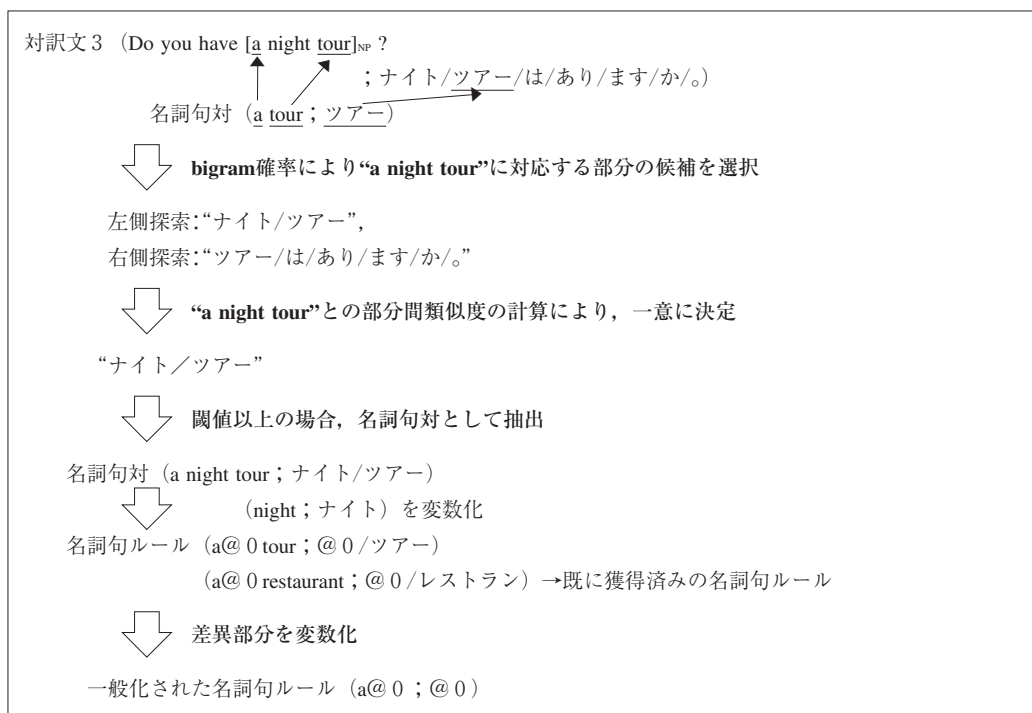 対訳文3 (Do you have [a night tour]NP ?
;ナイト/ツアー/は/あり/ます/か/。)
名詞句対(a tour;ツアー)
bigram確率により“a night tour”に対応する部分の候補を選択
左側探索:“ナイト/ツアー”,
右側探索:“ツアー/は/あり/ます/か/。”
“a night tour”との部分間類似度の計算により,一意に決定
“ナイト/ツアー”
閾値以上の場合,名詞句対として抽出
名詞句対(a night tour;ナイト/ツアー)
(night;ナイト)を変数化
名詞句ルール(a@0 tour;@0/ツアー)
(a@0 restaurant;@0/レストラン)→既に獲得済みの名詞句ルール
差異部分を変数化
一般化された名詞句ルール(a@0;@0)